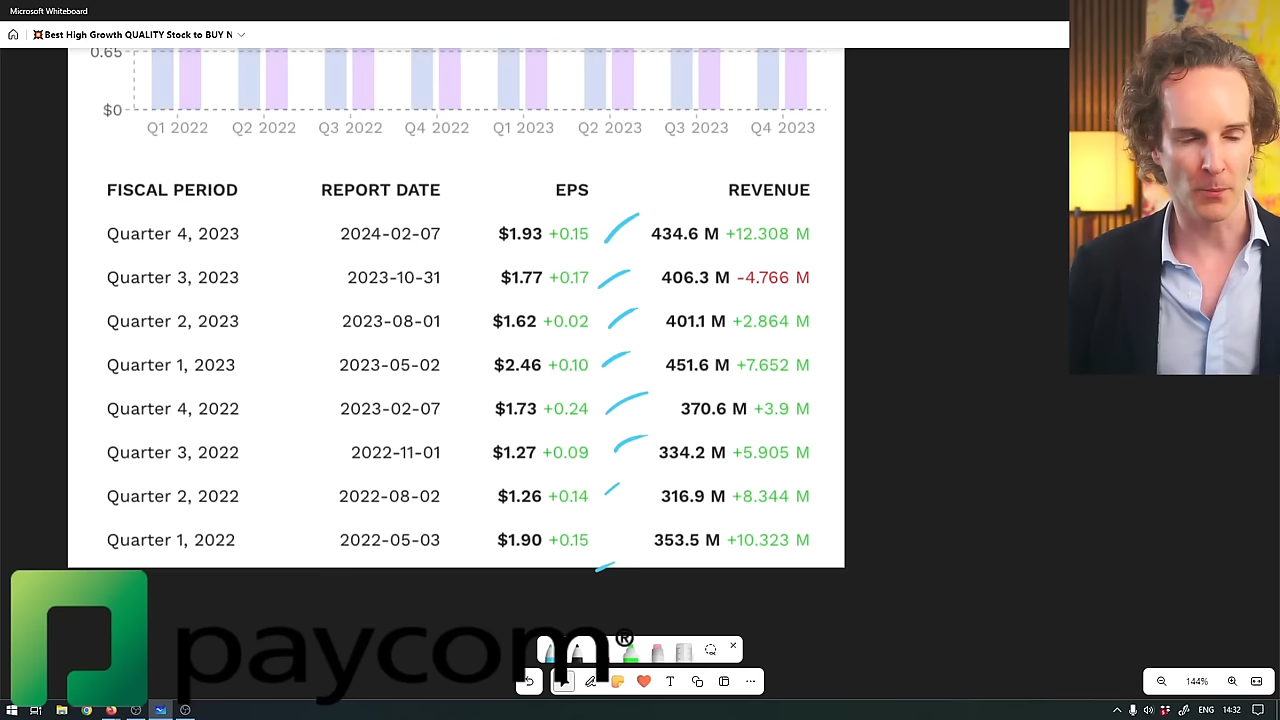 Microsoft Whiteboard
💥Best High Growth QUALITY Stock to BUY N
0.65
$0
Q1 2022 Q2 2022 Q3 2022 Q4 2022 Q1 2023 Q2 2023 Q3 2023 Q4 2023
FISCAL PERIOD REPORT DATE EPS REVENUE
Quarter 4, 2023 2024-02-07 $1.93 +0.15 434.6 M +12.308 M
Quarter 3, 2023 2023-10-31 $1.77 +0.17 406.3 M -4.766 M
Quarter 2, 2023 2023-08-01 $1.62 +0.02 401.1 M +2.864 M
Quarter 1, 2023 2023-05-02 $2.46 +0.10 451.6 M +7.652 M
Quarter 4, 2022 2023-02-07 $1.73 +0.24 370.6 M +3.9 M
Quarter 3, 2022 2022-11-01 $1.27 +0.09 334.2 M +5.905 M
Quarter 2, 2022 2022-08-02 $1.26 +0.14 316.9 M +8.344 M
Quarter 1, 2022 2022-05-03 $1.90 +0.15 353.5 M +10.323 M
paycom®
144%
ENG 14:32